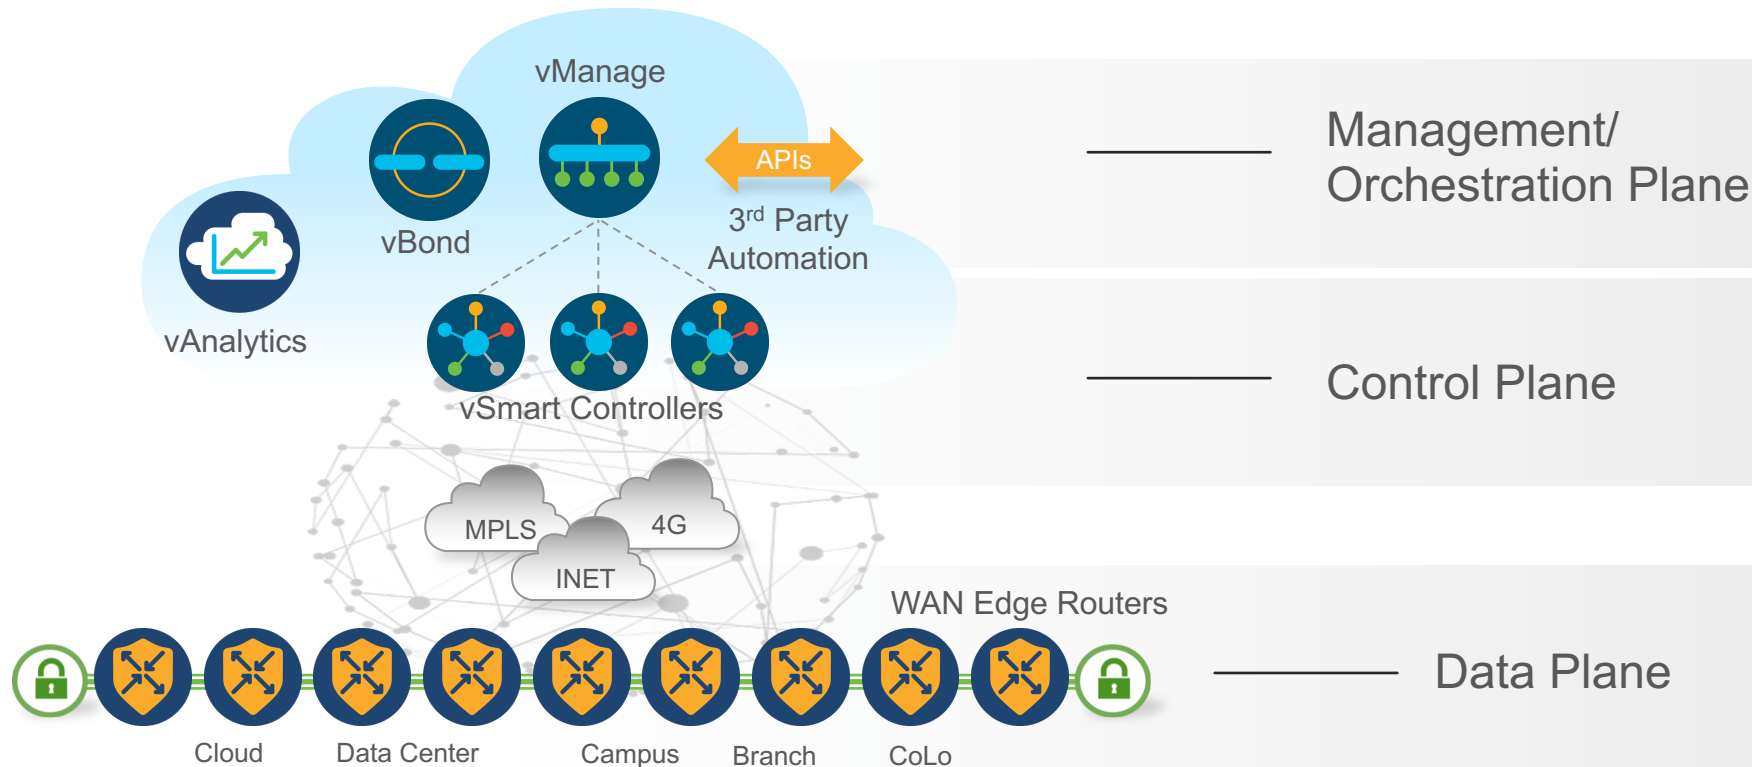 vManage
Management/
Orchestration Plane
APIs
vBond
3rd Party
Automation
vAnalytics
Control Plane
vSmart Controllers
MPLS
4G
INET
WAN Edge Routers
Data Plane
Cloud
Data Center
Campus
Branch
CoLo